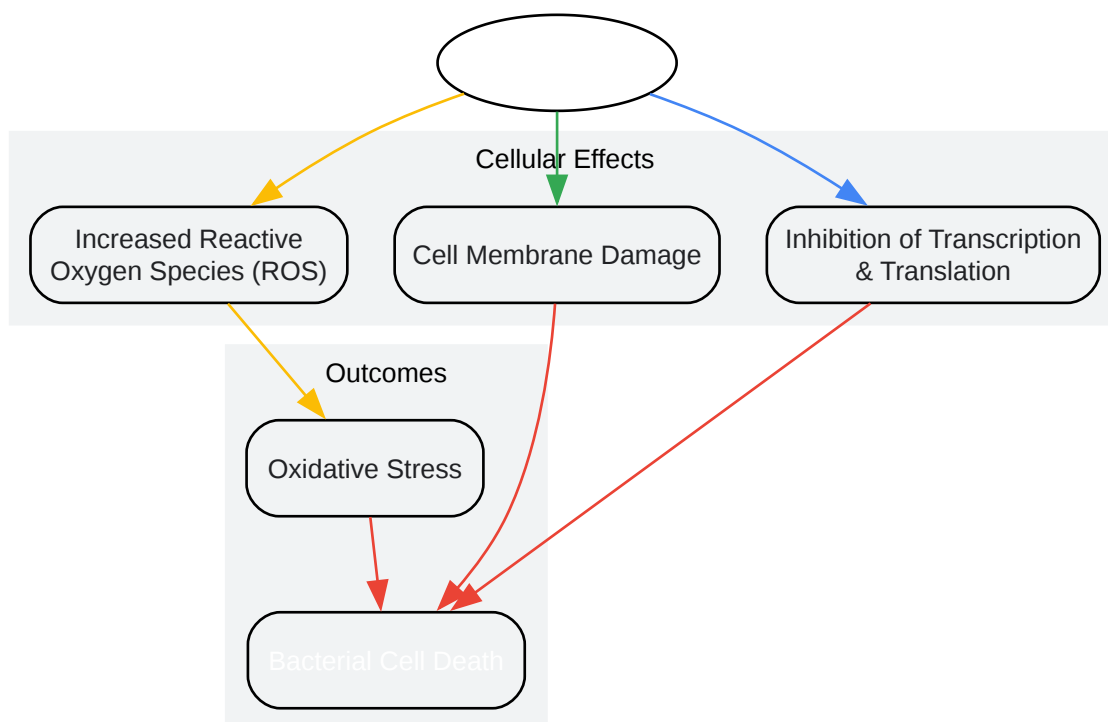 Cellular Effects
Increased Reactive
Oxygen Species (ROS)
Cell Membrane Damage
Inhibition of Transcription
& Translation
Outcomes
Oxidative Stress
Bacterial Cell Death